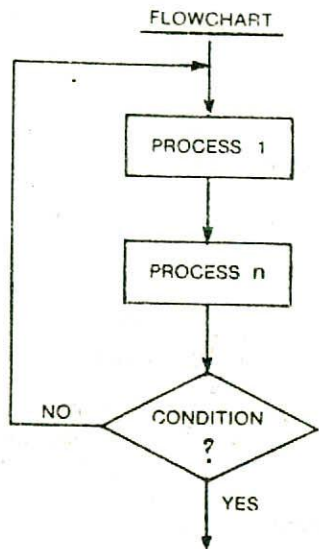 FLOWCHART
PROCESS 1
PROCESS n
CONDITION
?
NO
YES